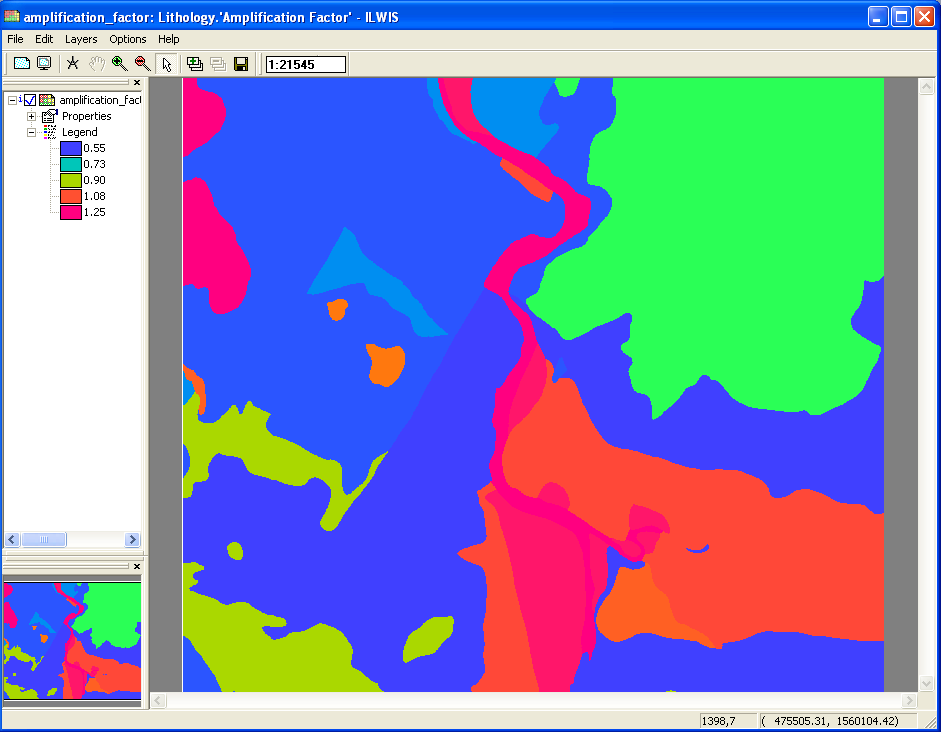 amplification_factor: Lithology.'Amplification Factor' - ILWIS
File Edit Layers Options Help
1:21545
amplification_fact
Properties
Legend
0.55
0.73
0.90
1.08
1.25
1398,7 ( 475505.31, 1560104.42)